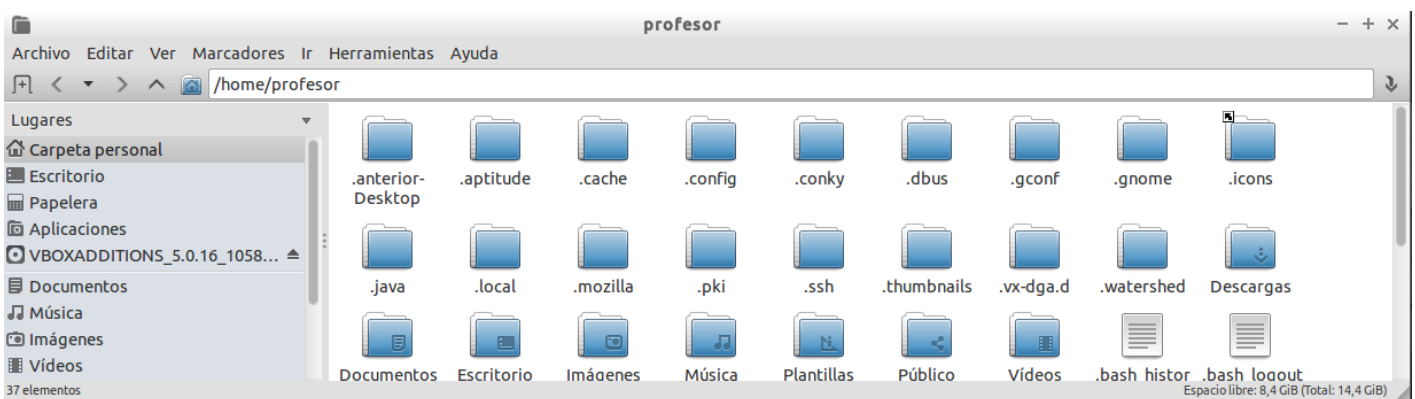 profesor
Archivo Editar Ver Marcadores Ir Herramientas Ayuda
/home/profesor
Lugares
Carpeta personal
Escritorio
Papelera
Aplicaciones
VBOXADDITIONS_5.0.16_1058...
Documentos
Música
Imágenes
Vídeos
.anterior-
Desktop
.aptitude
.cache
.config
.conky
.dbus
.gconf
.gnome
.icons
.java
.local
.mozilla
.pki
.ssh
.thumbnails
.vx-dga.d
.watershed
Descargas
Documentos
Escritorio
Imágenes
Música
Plantillas
Público
Vídeos
.bash_histor
.bash_logout
37 elementos
Espacio libre: 8,4 GiB (Total: 14,4 GiB)